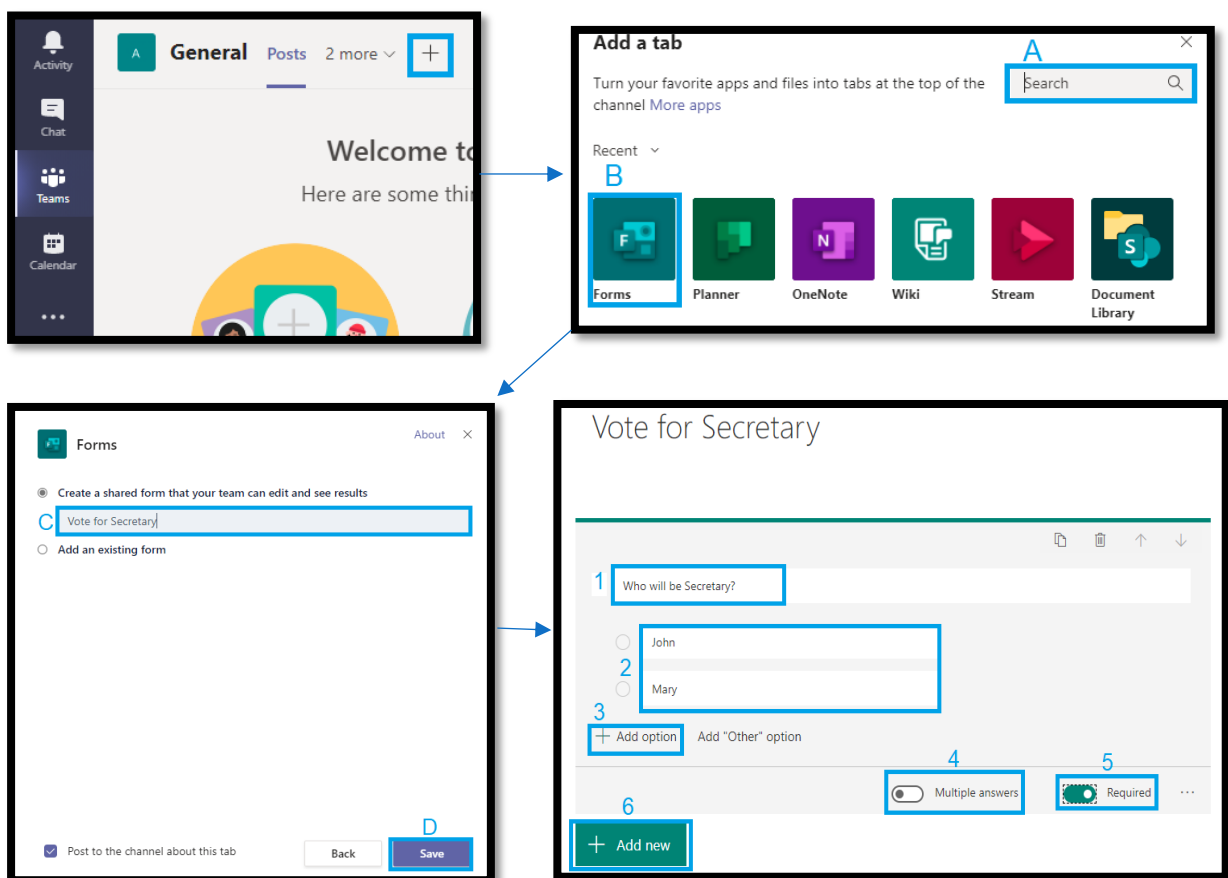 Activity
Chat
Teams
Calendar
A General Posts 2 more
Welcome to
Here are some thi
Add a tab
A
Turn your favorite apps and files into tabs at the top of the
channel More apps
Search
Recent
B
F
N
S
Forms Planner OneNote Wiki Stream Document
Library
Forms
About
Create a shared form that your team can edit and see results
C Vote for Secretary
Add an existing form
D
Post to the channel about this tab Back Save
Vote for Secretary
1 Who will be Secretary?
John
2
Mary
3
+ Add option Add "Other" option
4 5
Multiple answers Required ...
6
+ Add new